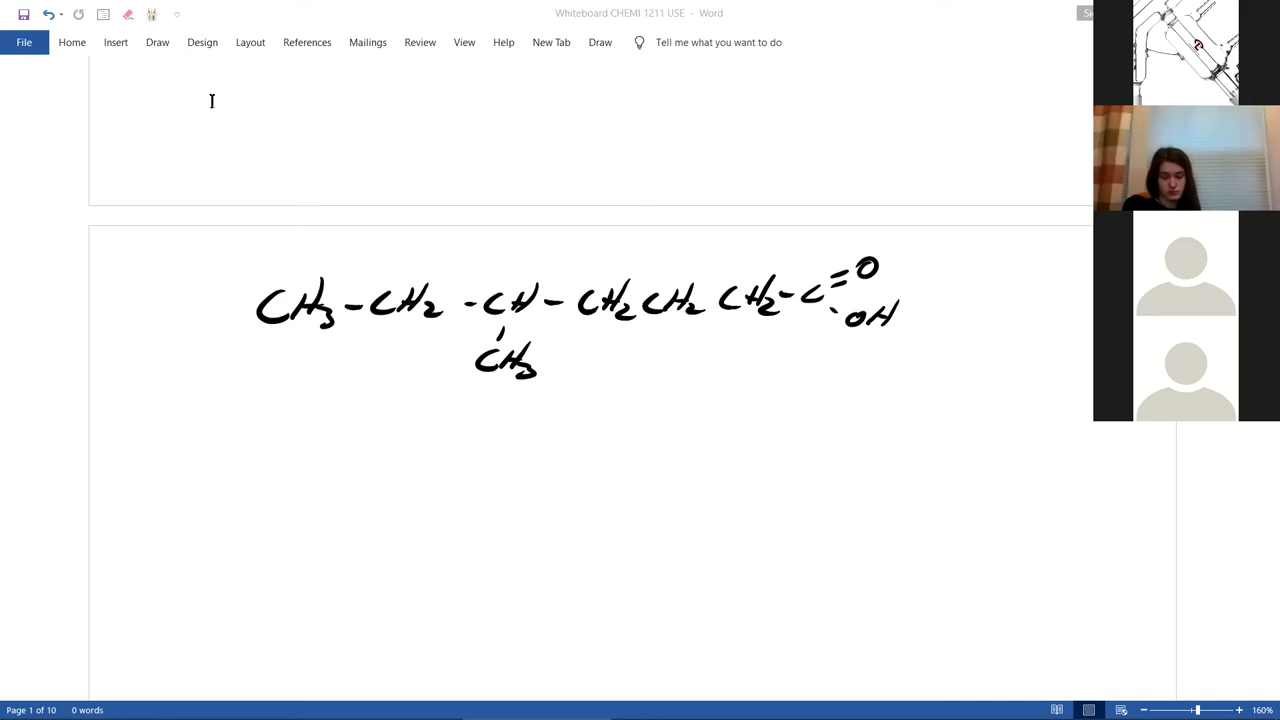 Whiteboard CHEMI 1211 USE - Word
File Home Insert Draw Design Layout References Mailings Review View Help New Tab Draw Tell me what you want to do
CH3-CH2-CH-CH2CH2CH2-C=O
-OH
CH3
Page 1 of 10 0 words 160%